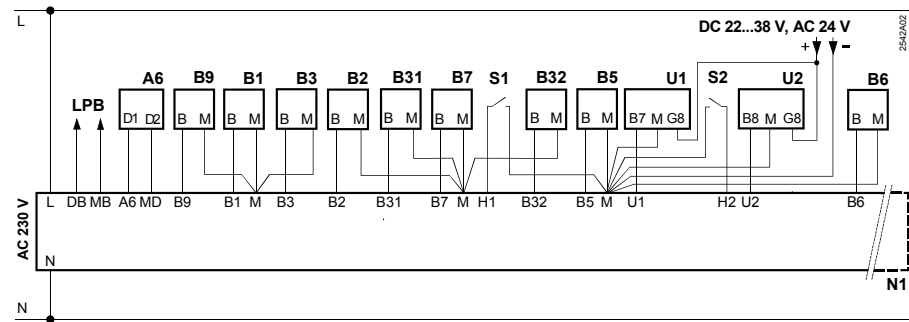 L
DC 22...38 V, AC 24 V
2542A02
+ -
A6 B9 B1 B3 B2 B31 B7 S1 B32 B5 U1 S2 U2 B6
LPB
D1 D2 B M B M B M B M B M B M B M B M B7 M G8 B8 M G8 B M
L DB MB A6 MD B9 B1 M B3 B2 B31 B7 M H1 B32 B5 M U1 H2 U2 B6
AC 230 V
N
N1
N